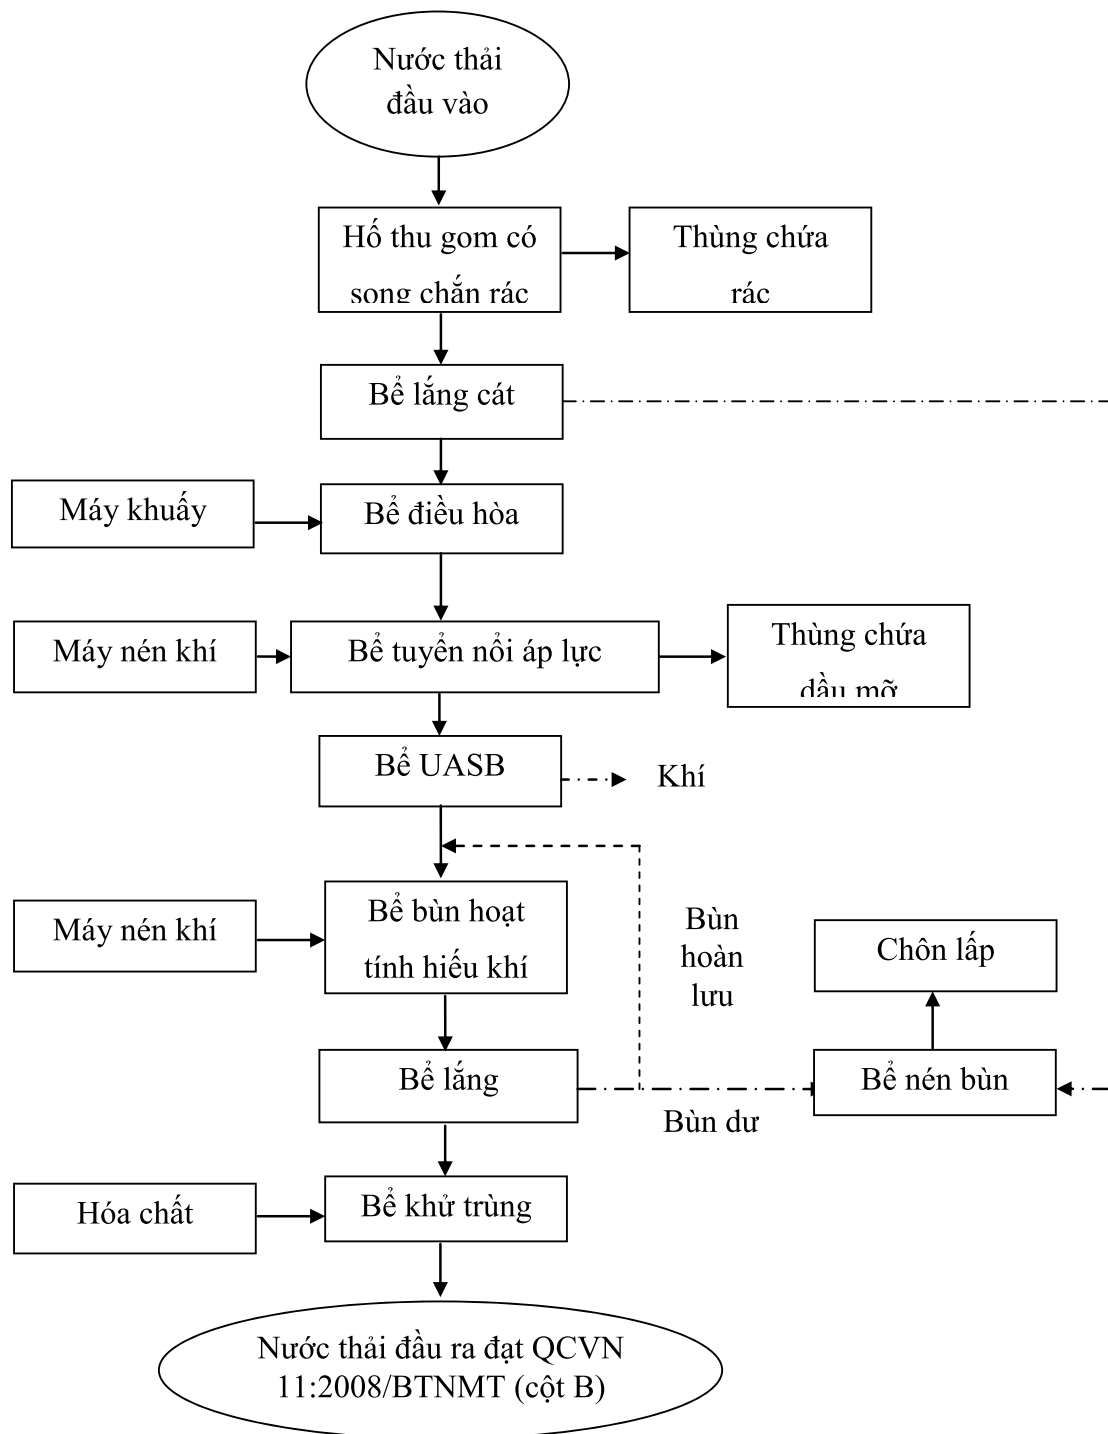 Nước thải
đầu vào
Hố thu gom có
song chắn rác
Thùng chứa
rác
Bể lắng cát
Máy khuấy
Bể điều hòa
Máy nén khí
Bể tuyển nổi áp lực
Thùng chứa
dầu mỡ
Bể UASB
Khí
Máy nén khí
Bể bùn hoạt
tính hiếu khí
Bùn
hoàn
lưu
Chôn lấp
Bể lắng
Bùn dư
Bể nén bùn
Hóa chất
Bể khử trùng
Nước thải đầu ra đạt QCVN
11:2008/BTNMT (cột B)